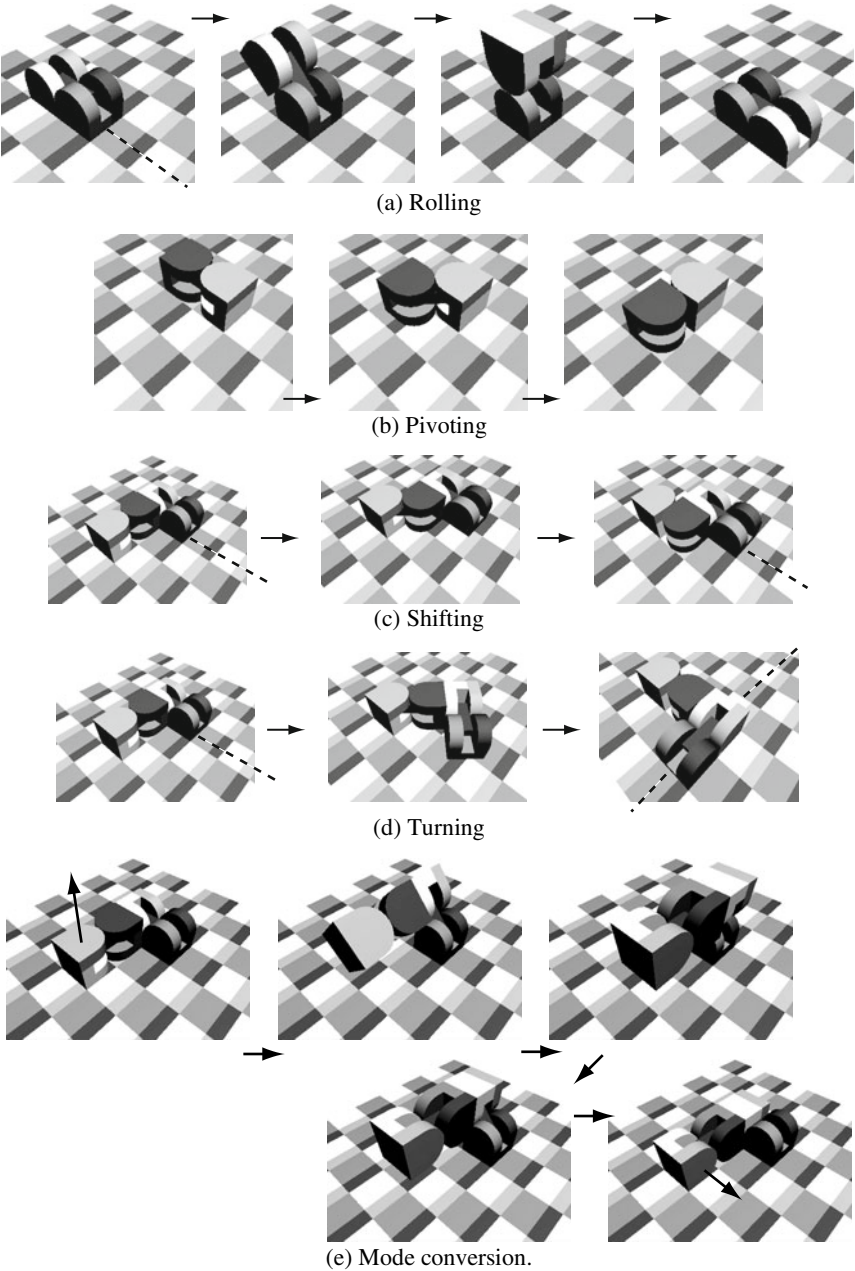 (a) Rolling
(b) Pivoting
(c) Shifting
(d) Turning
(e) Mode conversion.